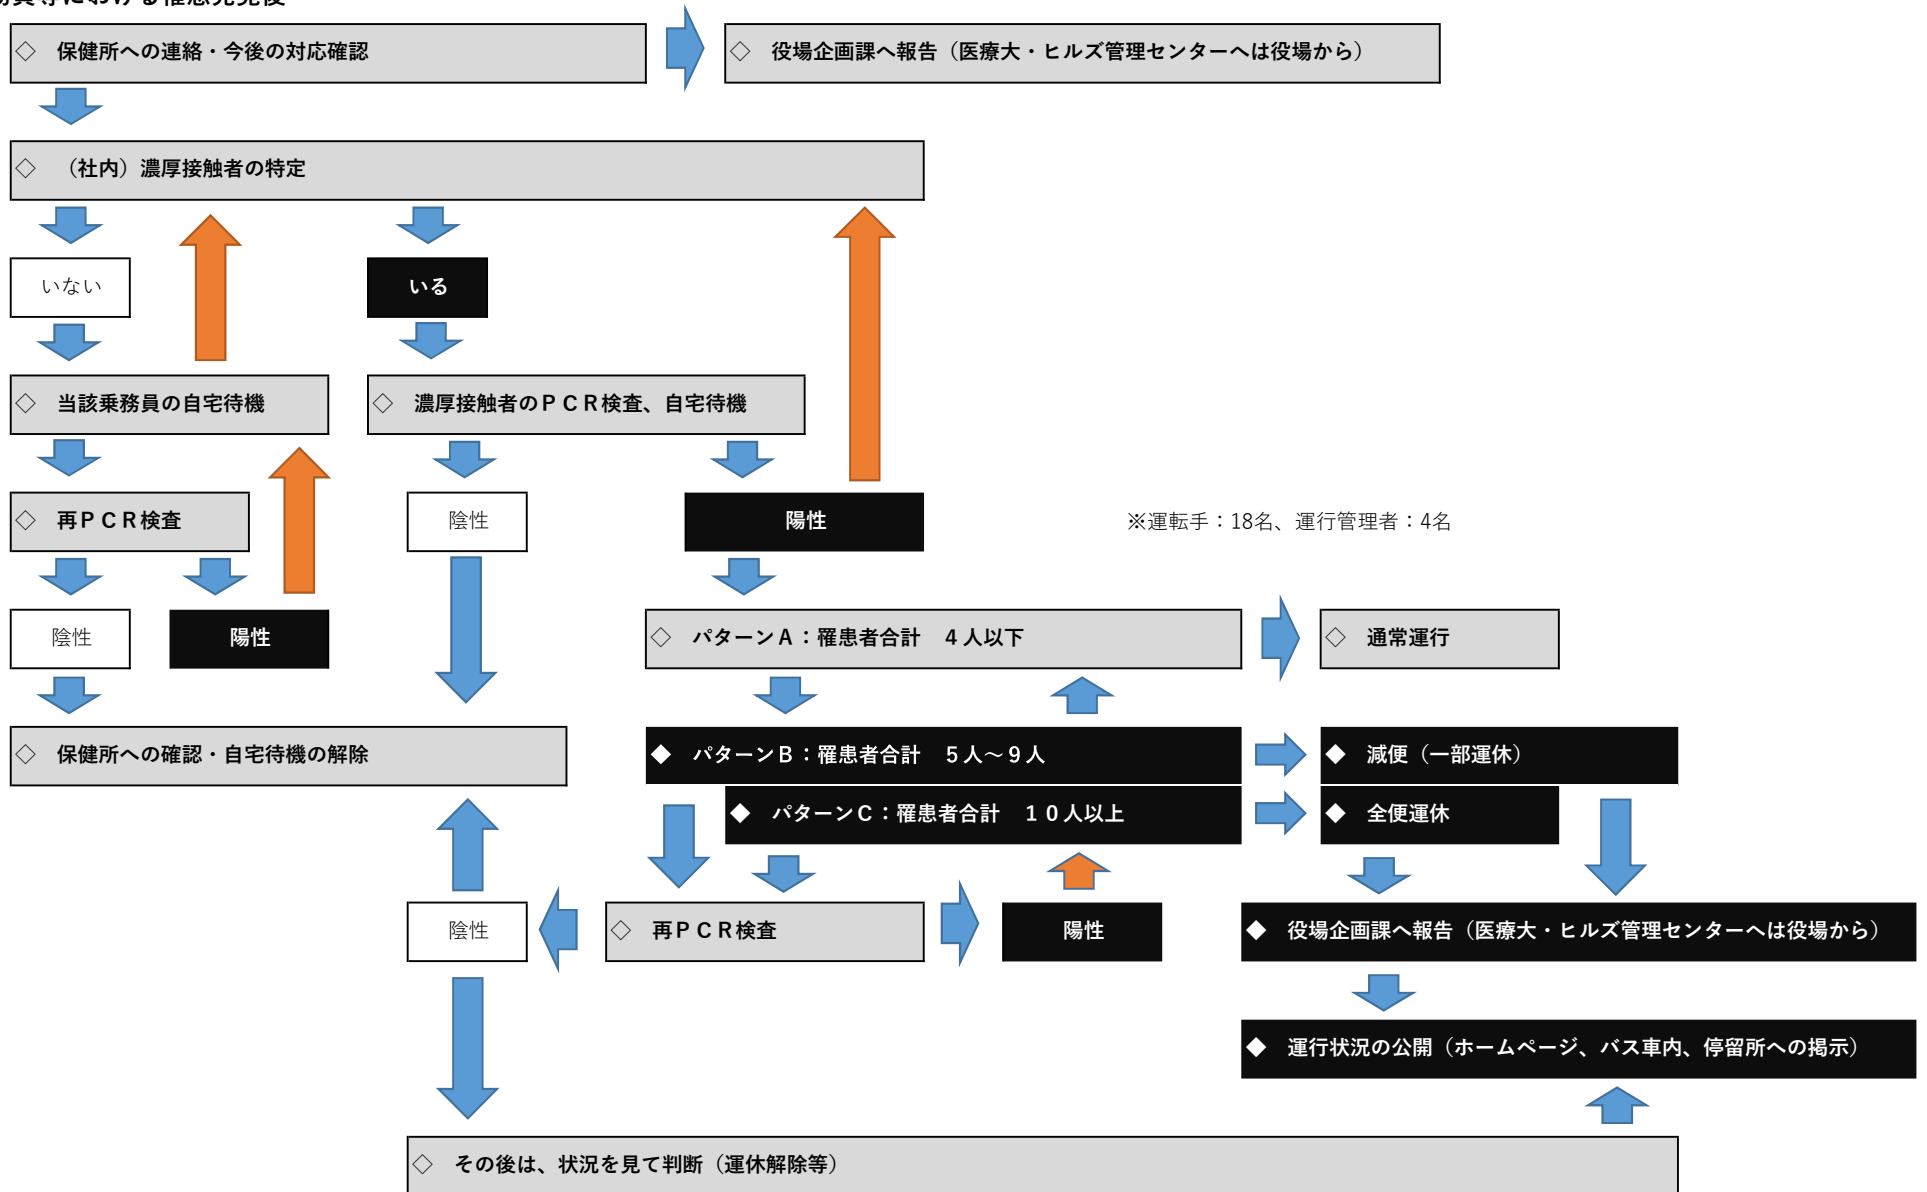 ◇ 保健所への連絡・今後の対応確認
◇ 役場企画課へ報告（医療大・ヒルズ管理センターへは役場から）
◇ （社内）濃厚接触者の特定
いない
いる
◇ 当該乗務員の自宅待機
◇ 濃厚接触者のＰＣＲ検査、自宅待機
◇ 再ＰＣＲ検査
陰性
陽性
※運転手：18名、運行管理者：4名
陰性
陽性
◇ パターンＡ：罹患者合計　４人以下
◇ 通常運行
◇ 保健所への確認・自宅待機の解除
◆ パターンＢ：罹患者合計　５人～９人
◆ 減便（一部運休）
◆ パターンＣ：罹患者合計　１０人以上
◆ 全便運休
陰性
◇ 再ＰＣＲ検査
陽性
◆ 役場企画課へ報告（医療大・ヒルズ管理センターへは役場から）
◆ 運行状況の公開（ホームページ、バス車内、停留所への掲示）
◇ その後は、状況を見て判断（運休解除等）